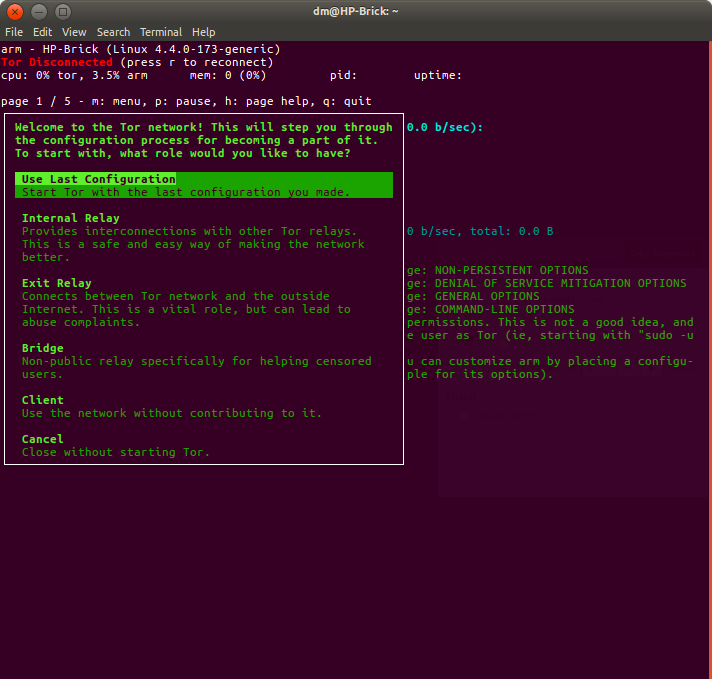 dm@HP-Brick: ~
File Edit View Search Terminal Help
arm - HP-Brick (Linux 4.4.0-173-generic)
Tor Disconnected (press r to reconnect)
cpu: 0% tor, 3.5% arm mem: 0 (0%) pid: uptime:
page 1 / 5 - m: menu, p: pause, h: page help, q: quit
Welcome to the Tor network! This will step you through
the configuration process for becoming a part of it.
To start with, what role would you like to have?
Use Last Configuration
Start Tor with the last configuration you made.
Internal Relay
Provides interconnections with other Tor relays.
This is a safe and easy way of making the network
better.
Exit Relay
Connects between Tor network and the outside
Internet. This is a vital role, but can lead to
abuse complaints.
Bridge
Non-public relay specifically for helping censored
users.
Client
Use the network without contributing to it.
Cancel
Close without starting Tor.
0.0 b/sec):
0 b/sec, total: 0.0 B
ge: NON-PERSISTENT OPTIONS
ge: DENIAL OF SERVICE MITIGATION OPTIONS
ge: GENERAL OPTIONS
ge: COMMAND-LINE OPTIONS
permissions. This is not a good idea, and
e user as Tor (ie, starting with "sudo -u
u can customize arm by placing a configu-
ple for its options).